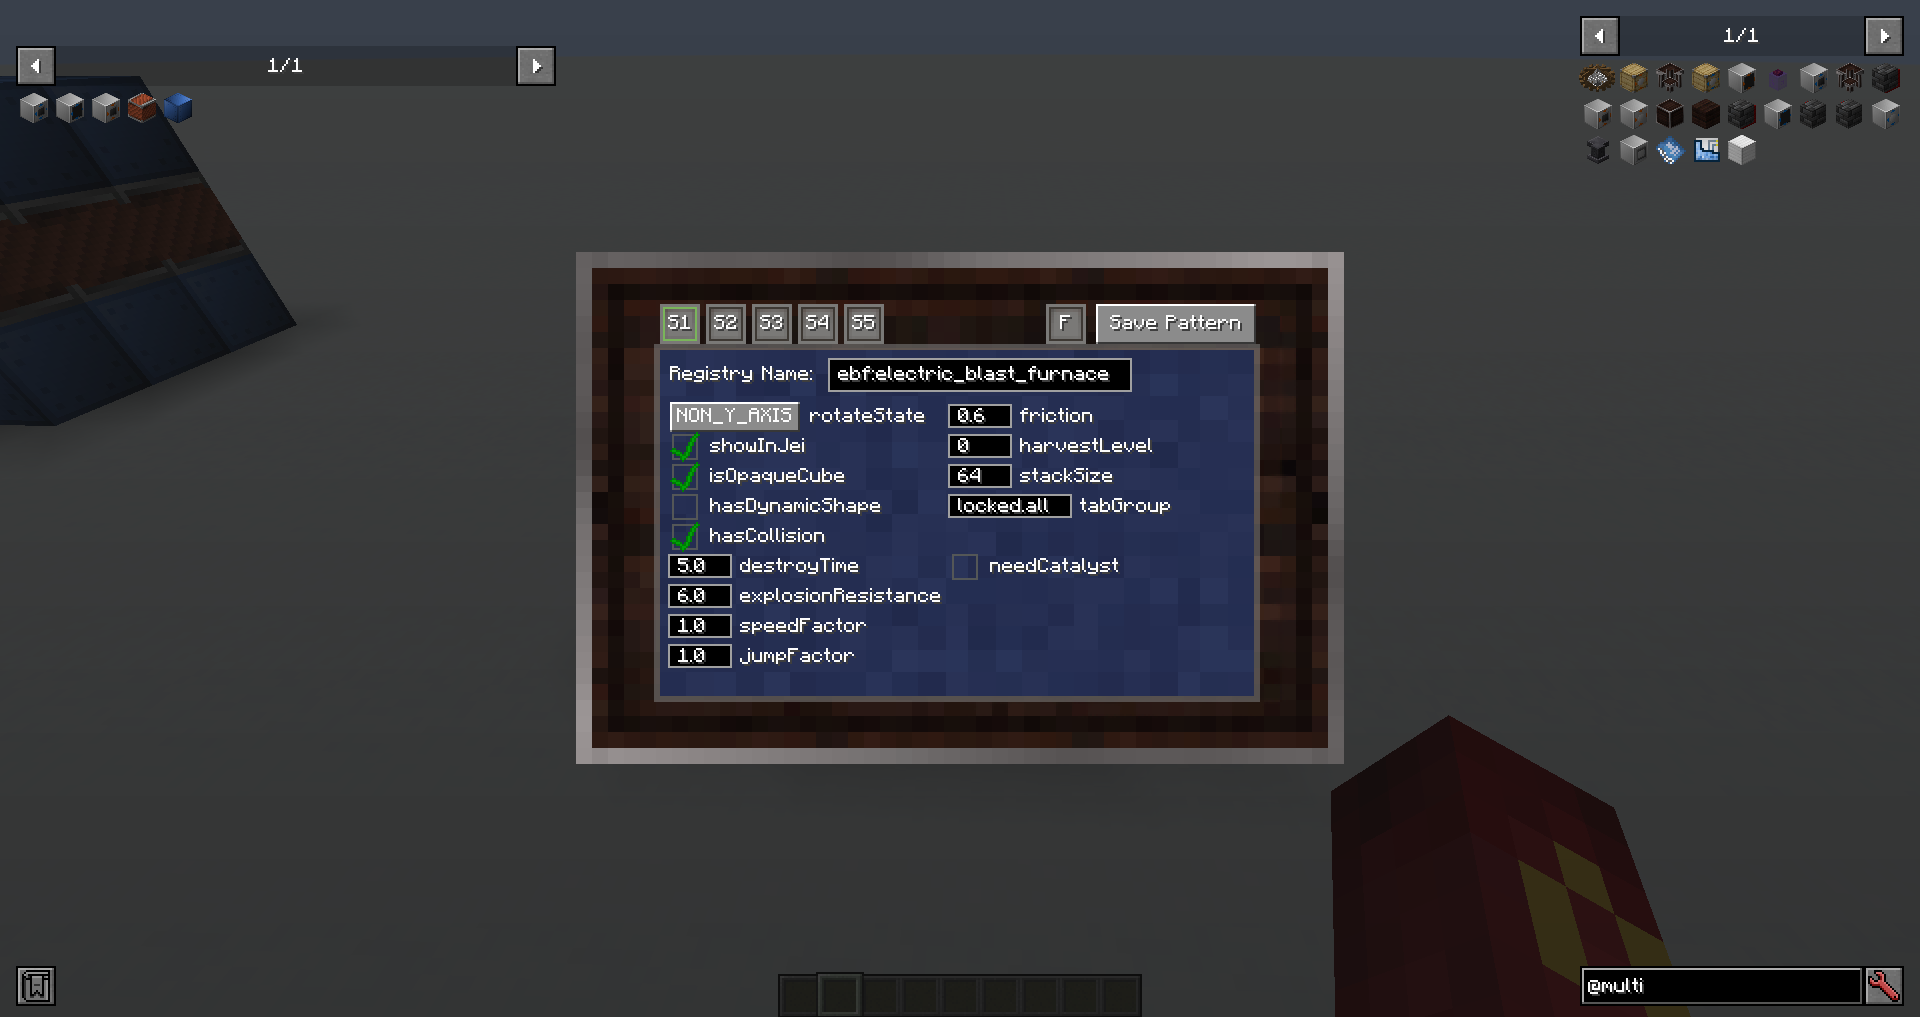 1/1
1/1
S1 S2 S3 S4 S5 F Save Pattern
Registry Name: ebf:electric_blast_furnace
NON_Y_AXIS rotateState 0.6 friction
showInJei 0 harvestLevel
isOpaqueCube 64 stackSize
hasDynamicShape locked.all tabGroup
hasCollision
5.0 destroyTime needCatalyst
6.0 explosionResistance
1.0 speedFactor
1.0 jumpFactor
@multi